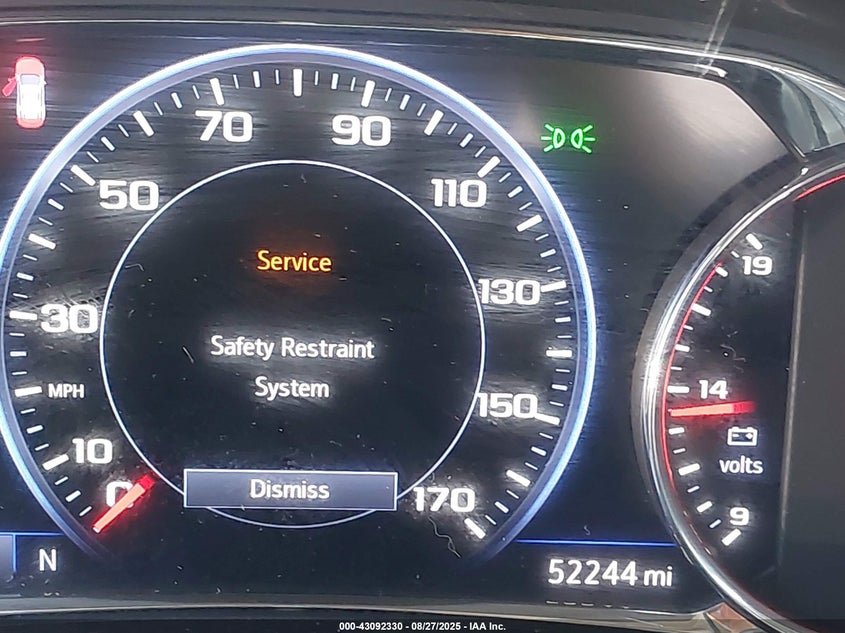 70 90
50 110
Service
19
130
30
Safety Restraint
14
MPH
System
150
10
volts
0
Dismiss
170
9
N
52244 mi
000-43092330 - 08/27/2025 - IAA Inc.